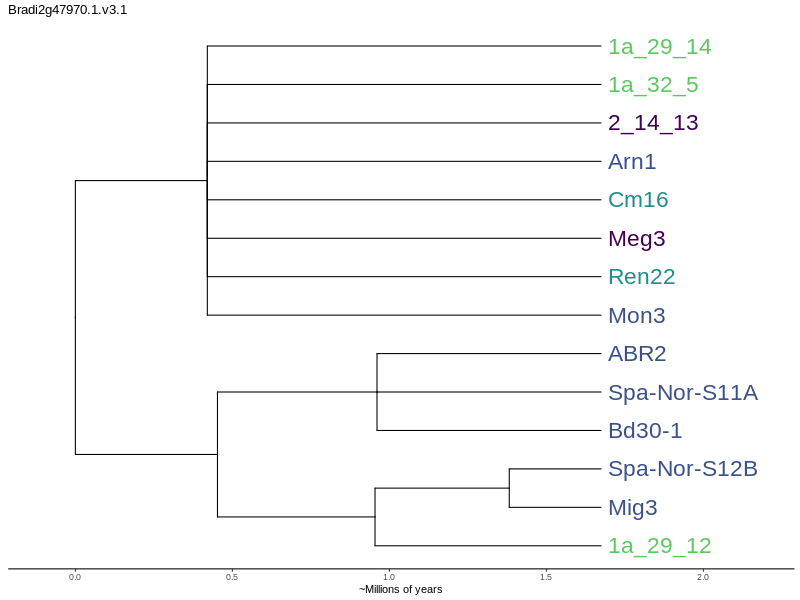 Bradi2g47970.1.v3.1
1a_29_14
1a_32_5
2_14_13
Arn1
Cm16
Meg3
Ren22
Mon3
ABR2
Spa-Nor-S11A
Bd30-1
Spa-Nor-S12B
Mig3
1a_29_12
0.0 0.5 1.0 1.5 2.0
~Millions of years